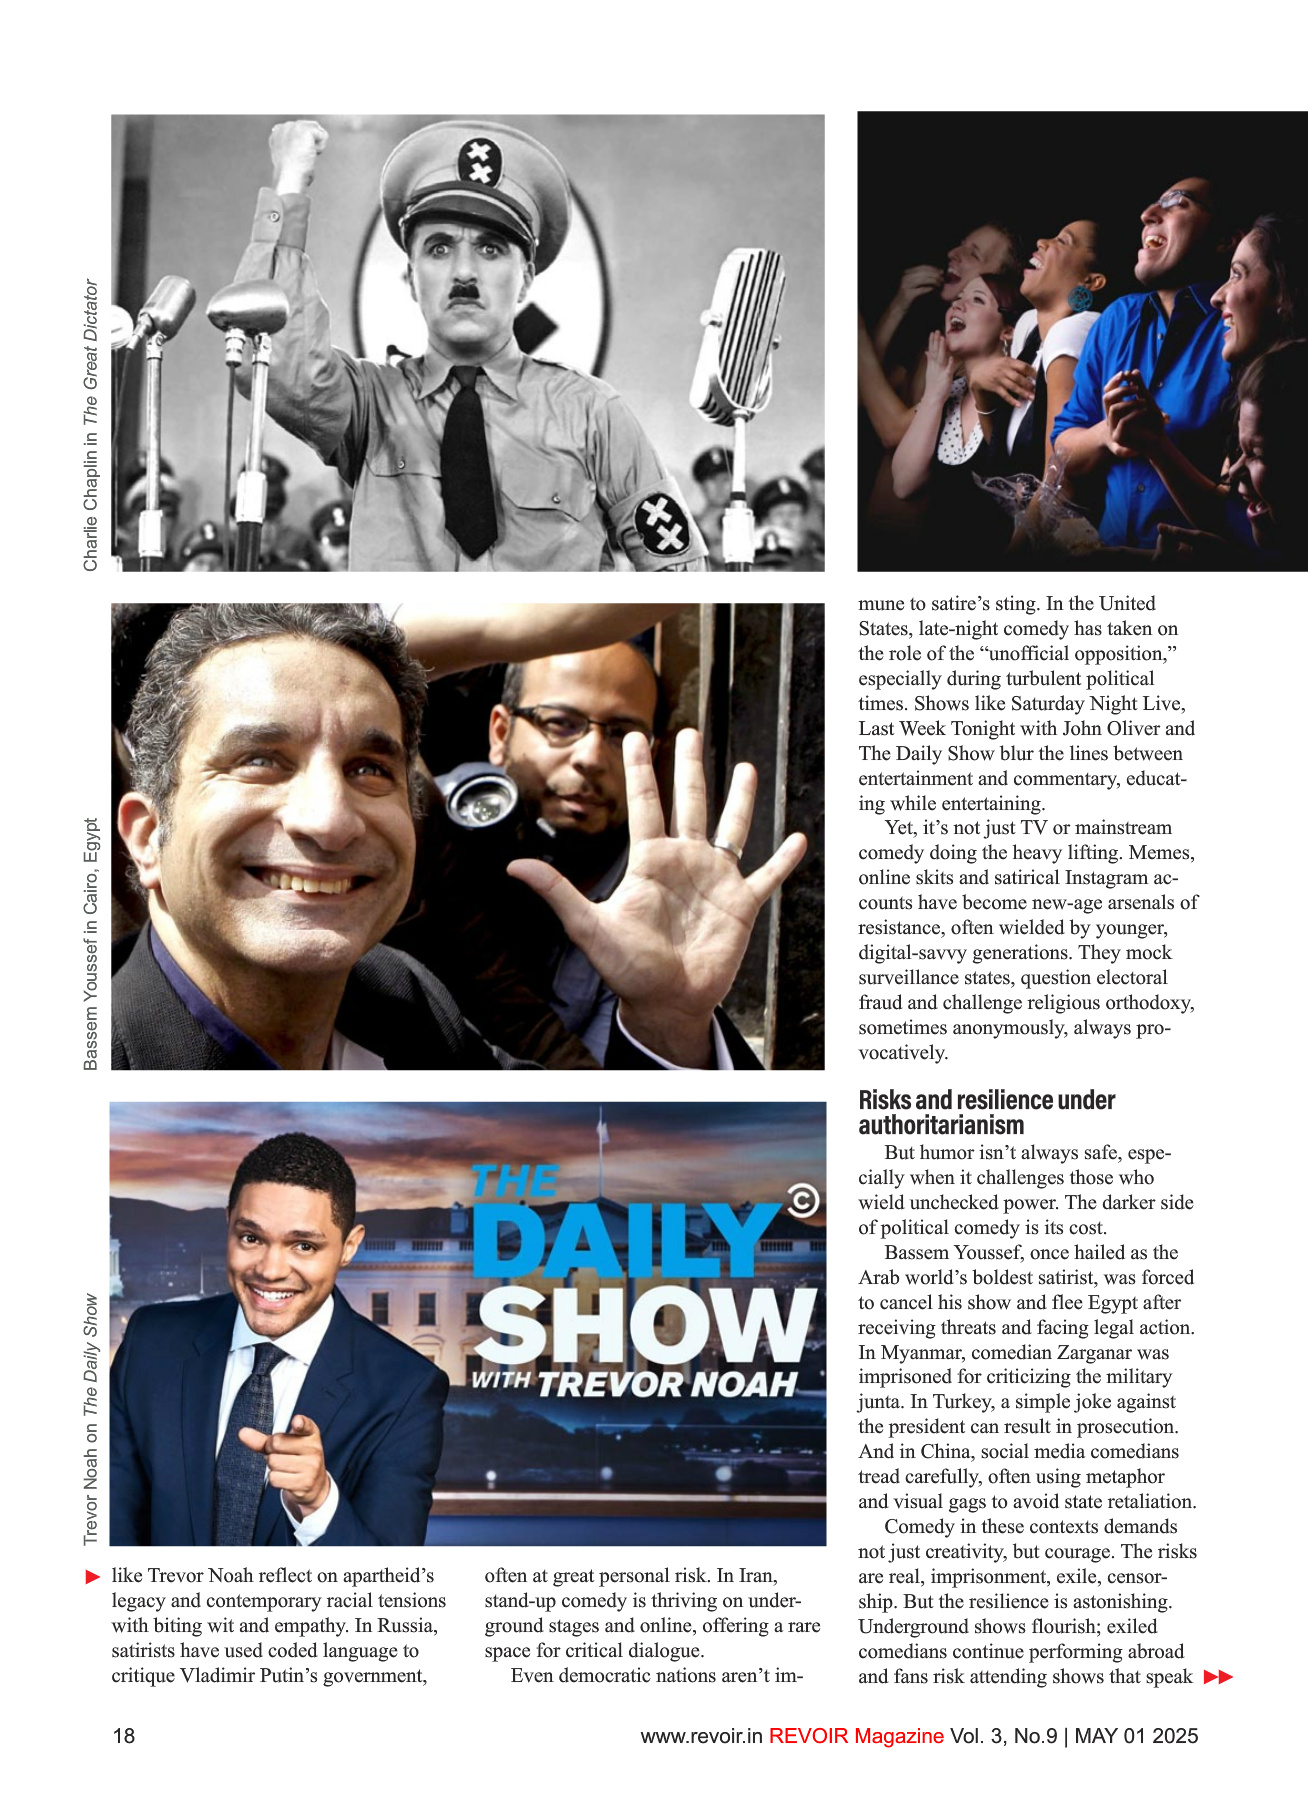 Charlie Chaplin in The Great Dictator
Bassem Youssef in Cairo, Egypt
THE
DAILY
SHOW
WITH TREVOR NOAH
Trevor Noah on The Daily Show
like Trevor Noah reflect on apartheid’s
legacy and contemporary racial tensions
with biting wit and empathy. In Russia,
satirists have used coded language to
critique Vladimir Putin’s government,
often at great personal risk. In Iran,
stand-up comedy is thriving on under-
ground stages and online, offering a rare
space for critical dialogue.
Even democratic nations aren’t im-
mune to satire’s sting. In the United
States, late-night comedy has taken on
the role of the “unofficial opposition,”
especially during turbulent political
times. Shows like Saturday Night Live,
Last Week Tonight with John Oliver and
The Daily Show blur the lines between
entertainment and commentary, educat-
ing while entertaining.
Yet, it’s not just TV or mainstream
comedy doing the heavy lifting. Memes,
online skits and satirical Instagram ac-
counts have become new-age arsenals of
resistance, often wielded by younger,
digital-savvy generations. They mock
surveillance states, question electoral
fraud and challenge religious orthodoxy,
sometimes anonymously, always pro-
vocatively.
Risks and resilience under
authoritarianism
But humor isn’t always safe, espe-
cially when it challenges those who
wield unchecked power. The darker side
of political comedy is its cost.
Bassem Youssef, once hailed as the
Arab world’s boldest satirist, was forced
to cancel his show and flee Egypt after
receiving threats and facing legal action.
In Myanmar, comedian Zarganar was
imprisoned for criticizing the military
junta. In Turkey, a simple joke against
the president can result in prosecution.
And in China, social media comedians
tread carefully, often using metaphor
and visual gags to avoid state retaliation.
Comedy in these contexts demands
not just creativity, but courage. The risks
are real, imprisonment, exile, censor-
ship. But the resilience is astonishing.
Underground shows flourish; exiled
comedians continue performing abroad
and fans risk attending shows that speak
18
www.revoir.in REVOIR Magazine Vol. 3, No.9 | MAY 01 2025